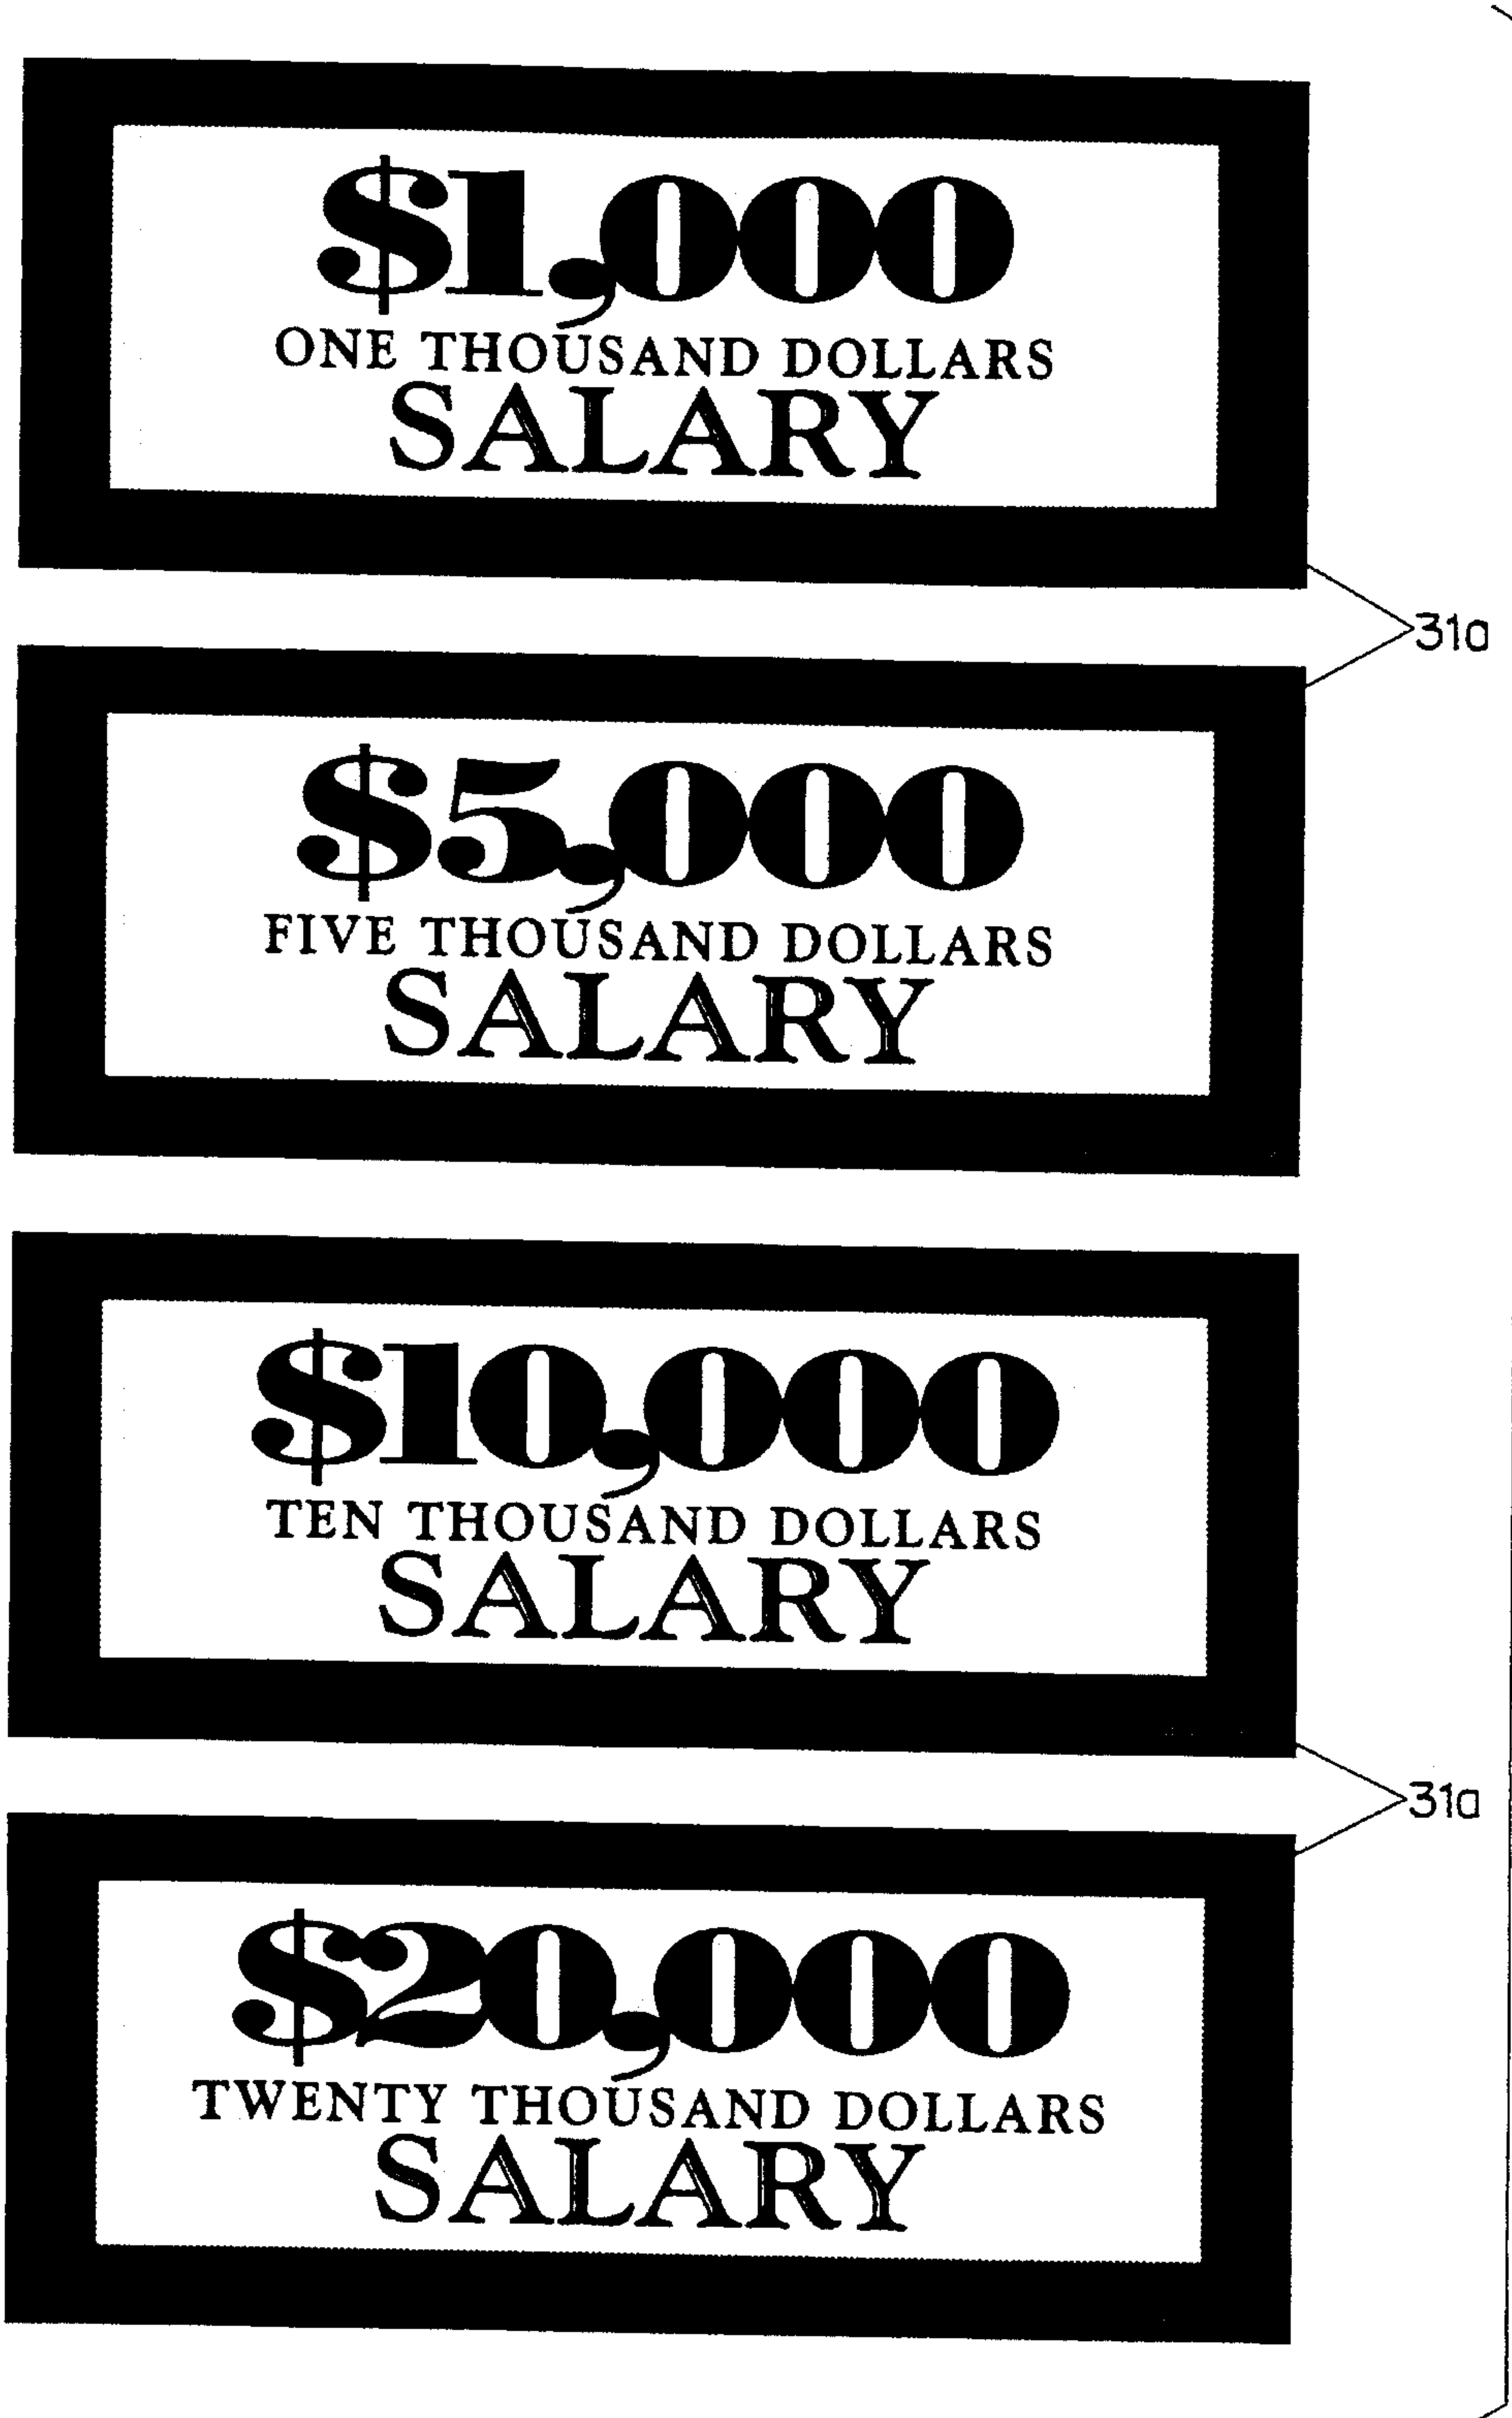 $1,000
ONE THOUSAND DOLLARS
SALARY
31a
$5,000
FIVE THOUSAND DOLLARS
SALARY
$10,000
TEN THOUSAND DOLLARS
SALARY
31a
$20,000
TWENTY THOUSAND DOLLARS
SALARY